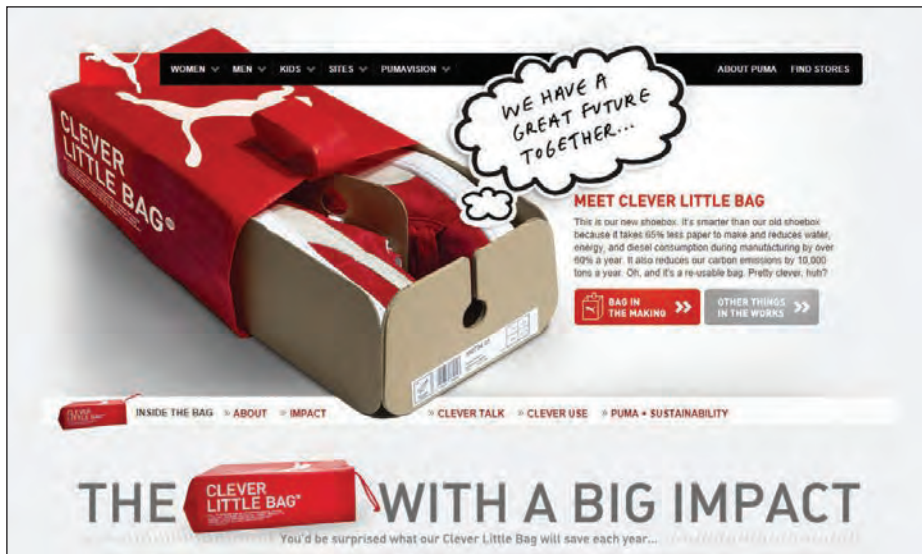 WOMEN MEN KIDS SITES PUMAVISION ABOUT PUMA FIND STORES
WE HAVE A
GREAT FUTURE
TOGETHER...
CLEVER
LITTLE BAG
MEET CLEVER LITTLE BAG
This is our new shoebox. It's smarter than our old shoebox
because it takes 65% less paper to make and reduces water,
energy, and diesel consumption during manufacturing by over
60% a year. It also reduces our carbon emissions by 10,000
tons a year. Oh, and it's a re-usable bag. Pretty clever, huh?
BAG IN
THE MAKING
OTHER THINGS
IN THE WORKS
CLEVER
LITTLE BAG
INSIDE THE BAG » ABOUT » IMPACT » CLEVER TALK » CLEVER USE » PUMA + SUSTAINABILITY
THE CLEVER
LITTLE BAG WITH A BIG IMPACT
You'd be surprised what our Clever Little Bag will save each year...